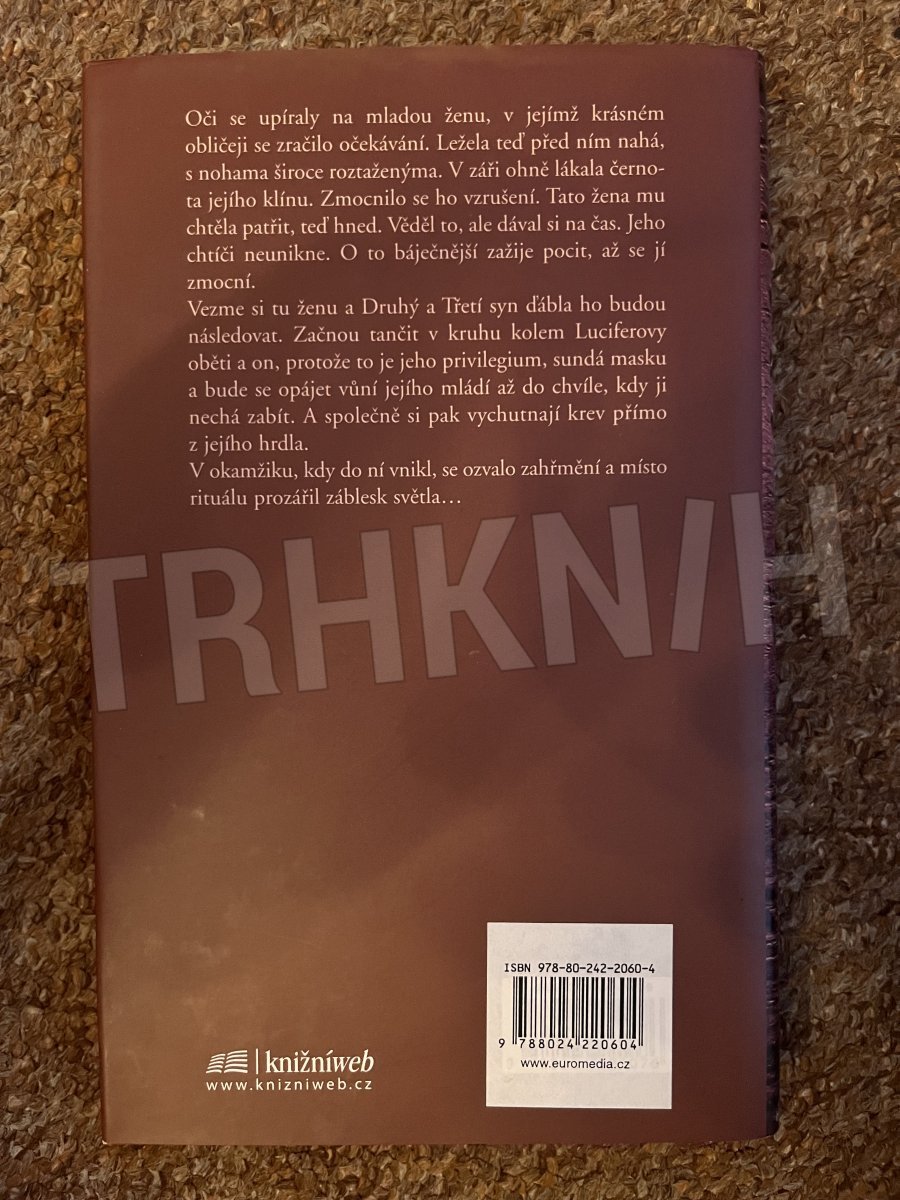 Oči se upíraly na mladou ženu, v jejímž krásném
obličeji se zračilo očekávání. Ležela teď před ním nahá,
s nohama široce roztaženýma. V záři ohně lákala černo-
ta jejího klínu. Zmocnilo se ho vzrušení. Tato žena mu
chtěla patřit, teď hned. Věděl to, ale dával si na čas. Jeho
chtíči neunikne. O to báječnější zažije pocit, až se jí
zmocní.
Vezme si tu ženu a Druhý a Třetí syn ďábla ho budou
následovat. Začnou tančit v kruhu kolem Luciferovy
oběti a on, protože to je jeho privilegium, sundá masku
a bude se opájet vůní jejího mládí až do chvíle, kdy ji
nechá zabít. A společně si pak vychutnají krev přímo
z jejího hrdla.
V okamžiku, kdy do ní vnikl, se ozvalo zahřmění a místo
rituálu prozářil záblesk světla…
TRHKNIH
ISBN 978-80-242-2060-4
9 788024 220604
www.euromedia.cz
knižníweb
www.knizniweb.cz